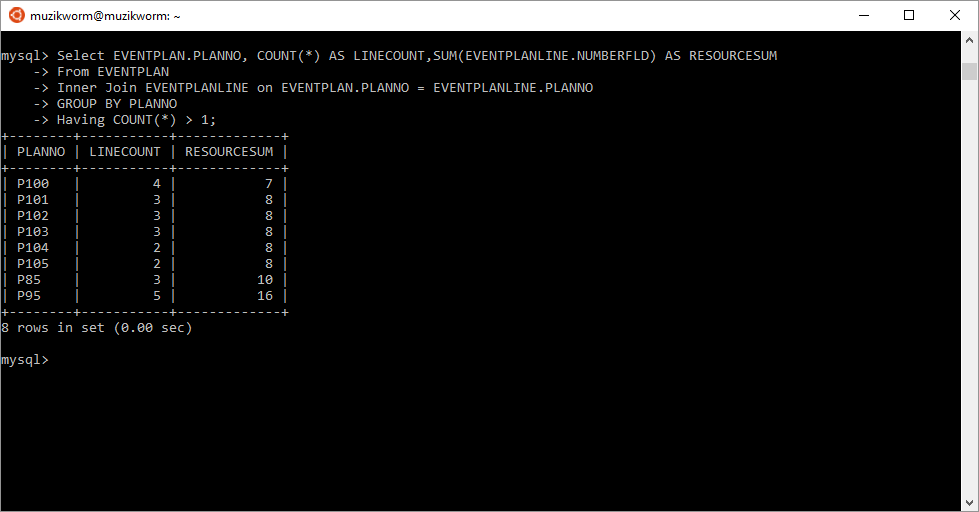 muzikworm@muzikworm: ~
mysql> Select EVENTPLAN.PLANNO, COUNT(*) AS LINECOUNT,SUM(EVENTPLANLINE.NUMBERFLD) AS RESOURCESUM
    -> From EVENTPLAN
    -> Inner Join EVENTPLANLINE on EVENTPLAN.PLANNO = EVENTPLANLINE.PLANNO
    -> GROUP BY PLANNO
    -> Having COUNT(*) > 1;
+--------+-----------+-------------+
| PLANNO | LINECOUNT | RESOURCESUM |
+--------+-----------+-------------+
| P100   |         4 |           7 |
| P101   |         3 |           8 |
| P102   |         3 |           8 |
| P103   |         3 |           8 |
| P104   |         2 |           8 |
| P105   |         2 |           8 |
| P85    |         3 |          10 |
| P95    |         5 |          16 |
+--------+-----------+-------------+
8 rows in set (0.00 sec)
mysql>